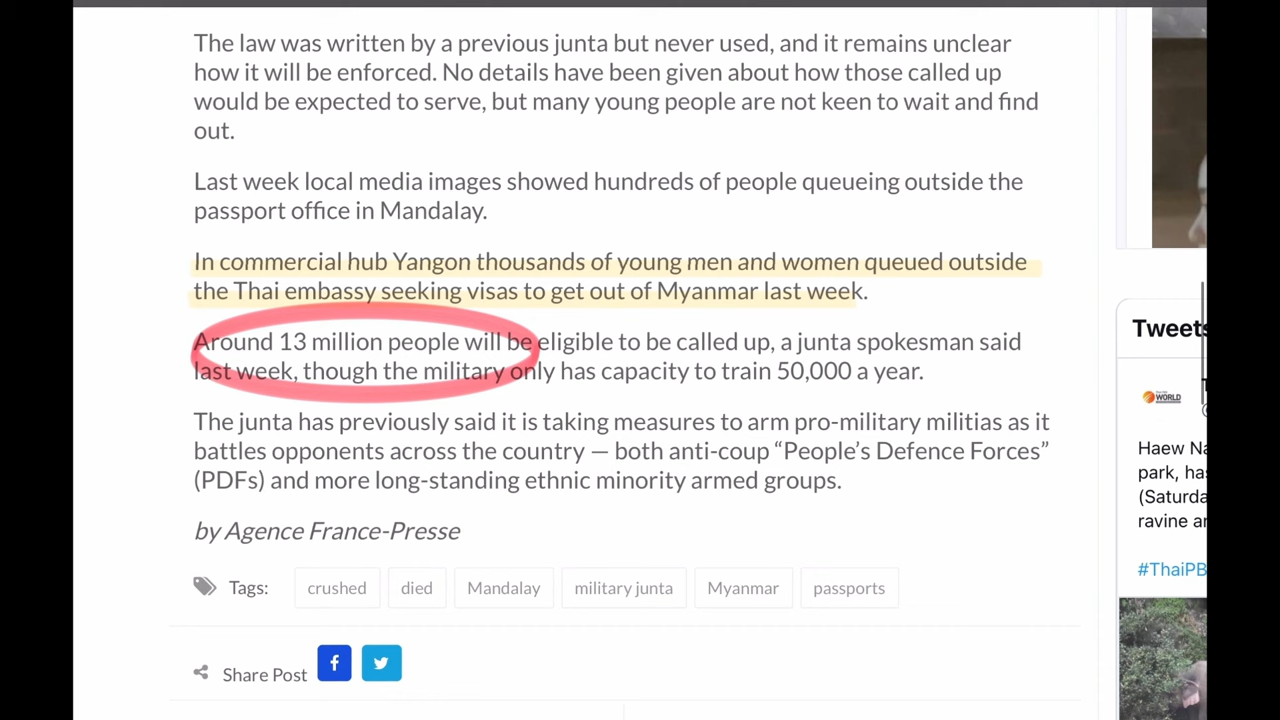 The law was written by a previous junta but never used, and it remains unclear
how it will be enforced. No details have been given about how those called up
would be expected to serve, but many young people are not keen to wait and find
out.
Last week local media images showed hundreds of people queueing outside the
passport office in Mandalay.
In commercial hub Yangon thousands of young men and women queued outside
the Thai embassy seeking visas to get out of Myanmar last week.
Around 13 million people will be eligible to be called up, a junta spokesman said
last week, though the military only has capacity to train 50,000 a year.
The junta has previously said it is taking measures to arm pro-military militias as it
battles opponents across the country — both anti-coup “People’s Defence Forces”
(PDFs) and more long-standing ethnic minority armed groups.
by Agence France-Presse
Tags: crushed died Mandalay military junta Myanmar passports
Share Post
Tweets
WORLD
Haew Na
park, has
(Saturda
ravine an
#ThaiPB